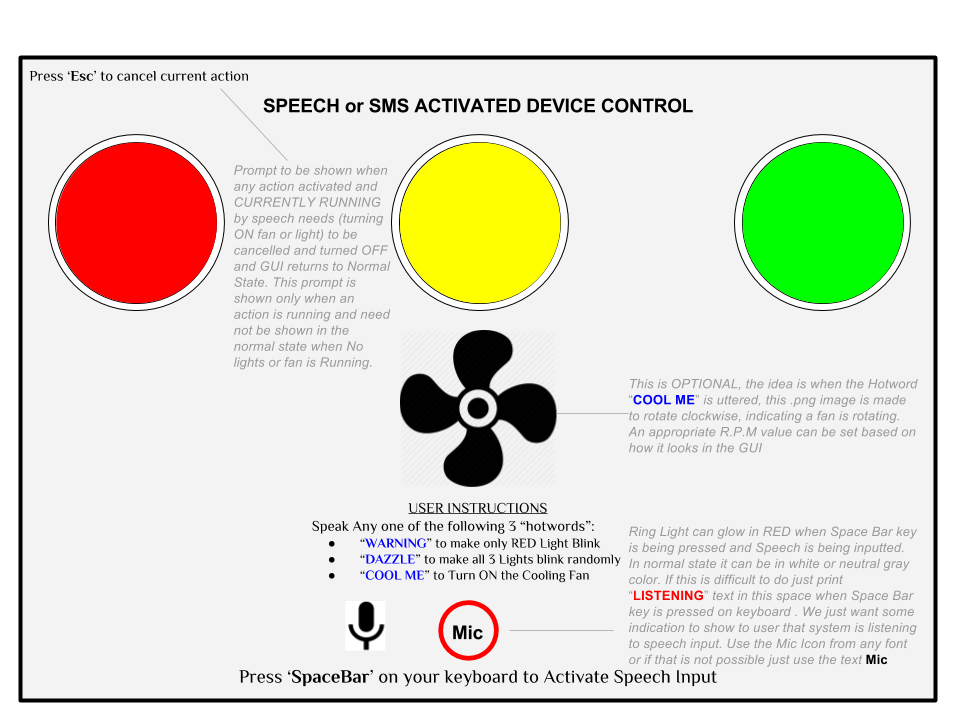 Press ‘Esc’ to cancel current action
SPEECH or SMS ACTIVATED DEVICE CONTROL
Prompt to be shown when
any action activated and
CURRENTLY RUNNING
by speech needs (turning
ON fan or light) to be
cancelled and turned OFF
and GUI returns to Normal
State. This prompt is
shown only when an
action is running and need
not be shown in the
normal state when No
lights or fan is Running.
This is OPTIONAL, the idea is when the Hotword
“COOL ME” is uttered, this .png image is made
to rotate clockwise, indicating a fan is rotating.
An appropriate R.P.M value can be set based on
how it looks in the GUI
USER INSTRUCTIONS
Speak Any one of the following 3 “hotwords”:
● “WARNING” to make only RED Light Blink
● “DAZZLE” to make all 3 Lights blink randomly
● “COOL ME” to Turn ON the Cooling Fan
Ring Light can glow in RED when Space Bar key
is being pressed and Speech is being inputted.
In normal state it can be in white or neutral gray
color. If this is difficult to do just print
“LISTENING” text in this space when Space Bar
key is pressed on keyboard . We just want some
indication to show to user that system is listening
to speech input. Use the Mic Icon from any font
or if that is not possible just use the text Mic
Mic
Press ‘SpaceBar’ on your keyboard to Activate Speech Input